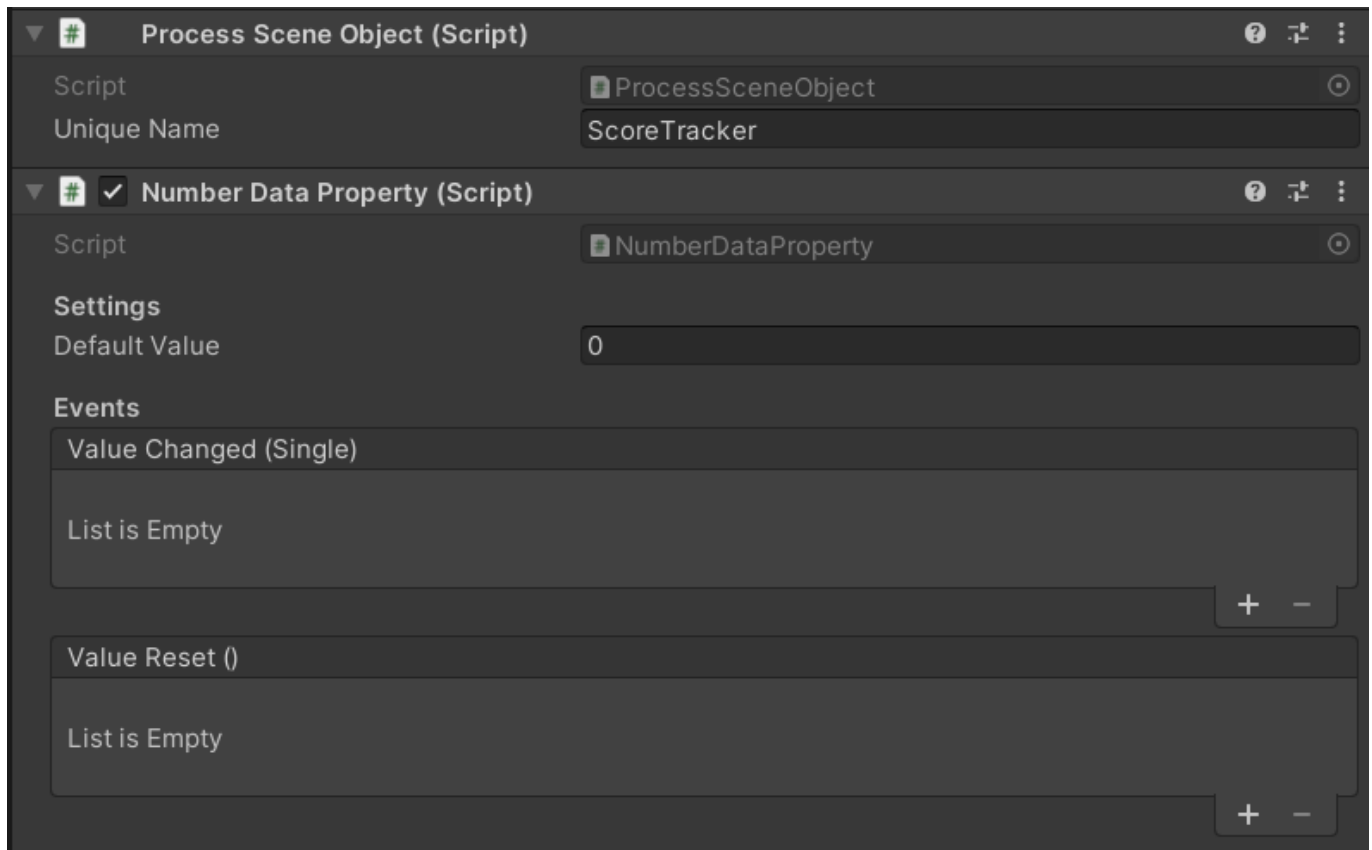 Process Scene Object (Script)
Script ProcessSceneObject
Unique Name ScoreTracker
Number Data Property (Script)
Script NumberDataProperty
Settings
Default Value 0
Events
Value Changed (Single)
List is Empty
+ −
Value Reset ()
List is Empty
+ −